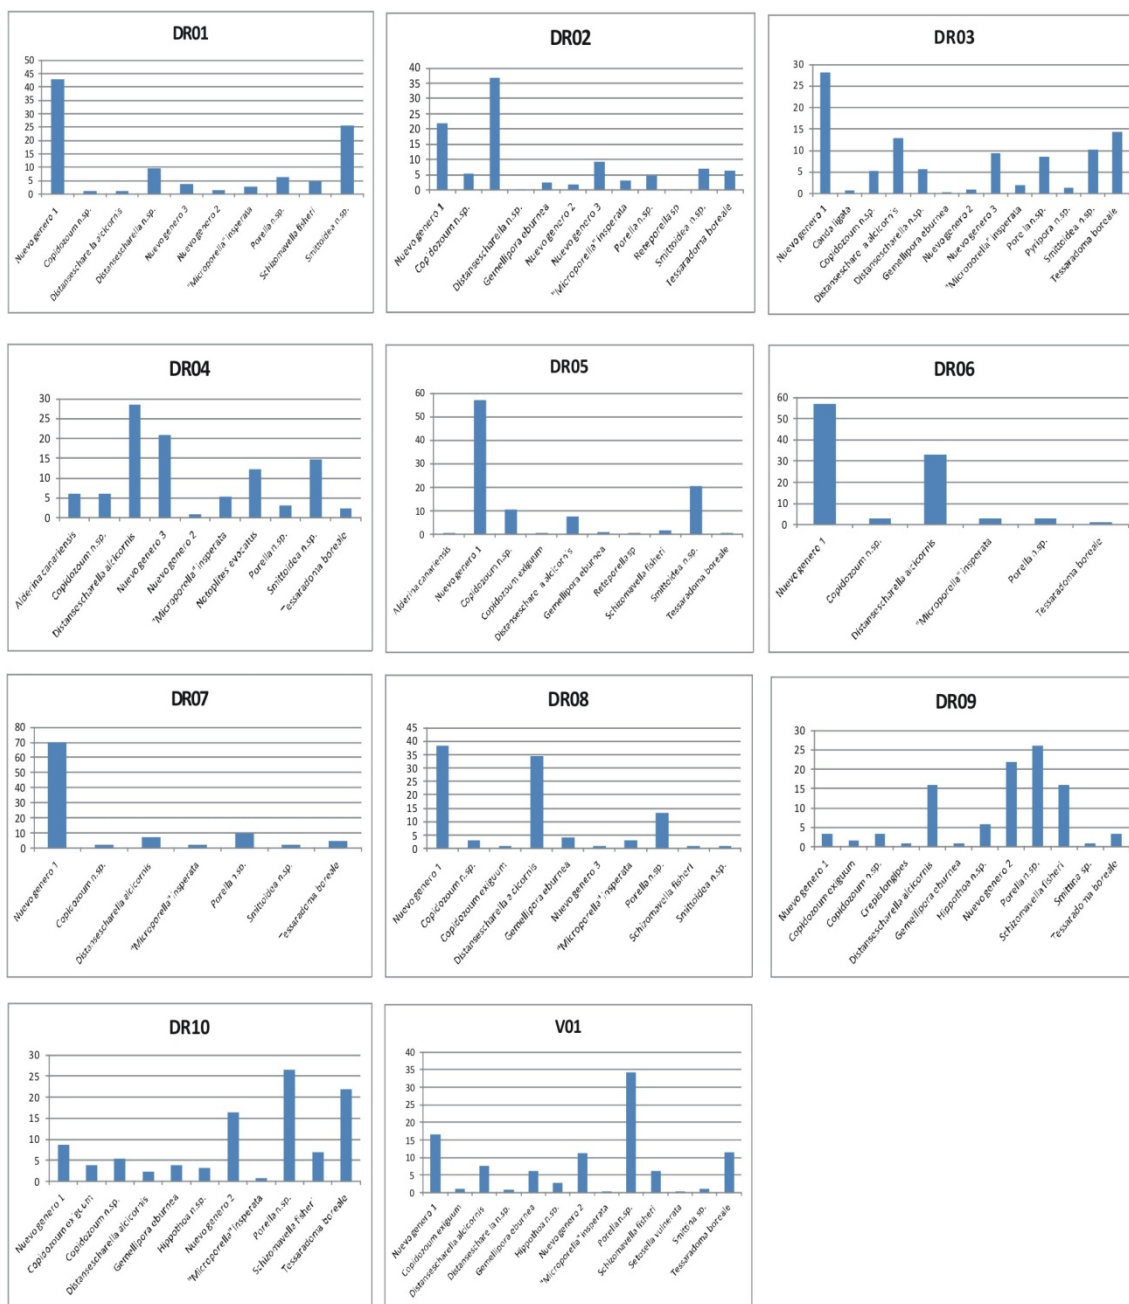 DR01
50
45
40
35
30
25
20
15
10
5
0
Nuevo genero 1
Copidozoum n sp.
Distansescharella alcicornis
Distansescharella n.sp.
Nuevo genero 3
Nuevo genero 2
"Microporella" insperata
Porella n.sp.
Schizomavella fisheri
Smittoidea n.sp.
DR02
40
35
30
25
20
15
10
5
0
Nuevo genero 1
Copidozoum n.sp.
Distansescharella n.sp.
Gemellipora eburnea
Nuevo genero 2
Nuevo genero 3
"Microporella" insperata
Porella n.sp.
Reteporella sp
Smittoidea n.sp.
Tessaradoma boreale
DR03
30
25
20
15
10
5
0
Nuevo genero 1
Canda ligata
Copidozoum n.sp.
Distansescharella alcicornis
Distansescharella n.sp.
Gemellipora eburnea
Nuevo genero 2
Nuevo genero 3
"Microporella" insperata
Porella n.sp.
Pyripora n.sp.
Smittoidea n.sp.
Tessaradoma boreale
DR04
30
25
20
15
10
5
0
Alderina canariensis
Copidozoum n.sp.
Distansescharella alcicornis
Nuevo genero 3
Nuevo genero 2
"Microporella" insperata
Notoplites evocatus
Porella n.sp.
Smittoidea n.sp.
Tessaradoma boreale
DR05
60
50
40
30
20
10
0
Alderina canariensis
Nuevo genero 1
Copidozoum n.sp.
Copidozoum exiguum
Distansescharella alcicornis
Gemellipora eburnea
Reteporella sp
Schizomavella fisheri
Smittoidea n.sp.
Tessaradoma boreale
DR06
60
50
40
30
20
10
0
Nuevo genero 1
Copidozoum n.sp.
Distansescharella alcicornis
"Microporella" insperata
Porella n.sp.
Tessaradoma boreale
DR07
80
70
60
50
40
30
20
10
0
Nuevo genero 1
Copidozoum n.sp.
Distansescharella alcicornis
"Microporella" insperata
Porella n.sp.
Smittoidea n.sp.
Tessaradoma boreale
DR08
45
40
35
30
25
20
15
10
5
0
Nuevo genero 1
Copidozoum n.sp.
Copidozoum exiguum
Distansescharella alcicornis
Gemellipora eburnea
Nuevo genero 3
"Microporella" insperata
Porella n.sp.
Schizomavella fisheri
Smittoidea n.sp.
DR09
30
25
20
15
10
5
0
Nuevo genero 1
Copidozoum exiguum
Copidozoum n.sp.
Crepis longipes
Distansescharella alcicornis
Gemellipora eburnea
Hippothoa n.sp.
Nuevo genero 2
Porella n.sp.
Schizomavella fisheri
Smittina sp.
Tessaradoma boreale
DR10
30
25
20
15
10
5
0
Nuevo genero 1
Copidozoum exiguum
Copidozoum n.sp.
Distansescharella alcicornis
Gemellipora eburnea
Hippothoa n.sp.
Nuevo genero 2
"Microporella" insperata
Porella n.sp.
Schizomavella fisheri
Tessaradoma boreale
V01
40
35
30
25
20
15
10
5
0
Nuevo genero 1
Copidozoum exiguum
Distansescharella alcicornis
Distansescharella n.sp.
Gemellipora eburnea
Hippothoa n.sp.
Nuevo genero 2
"Microporella" insperata
Porella n.sp.
Schizomavella fisheri
Setosella vulnerata
Smittina sp.
Tessaradoma boreale